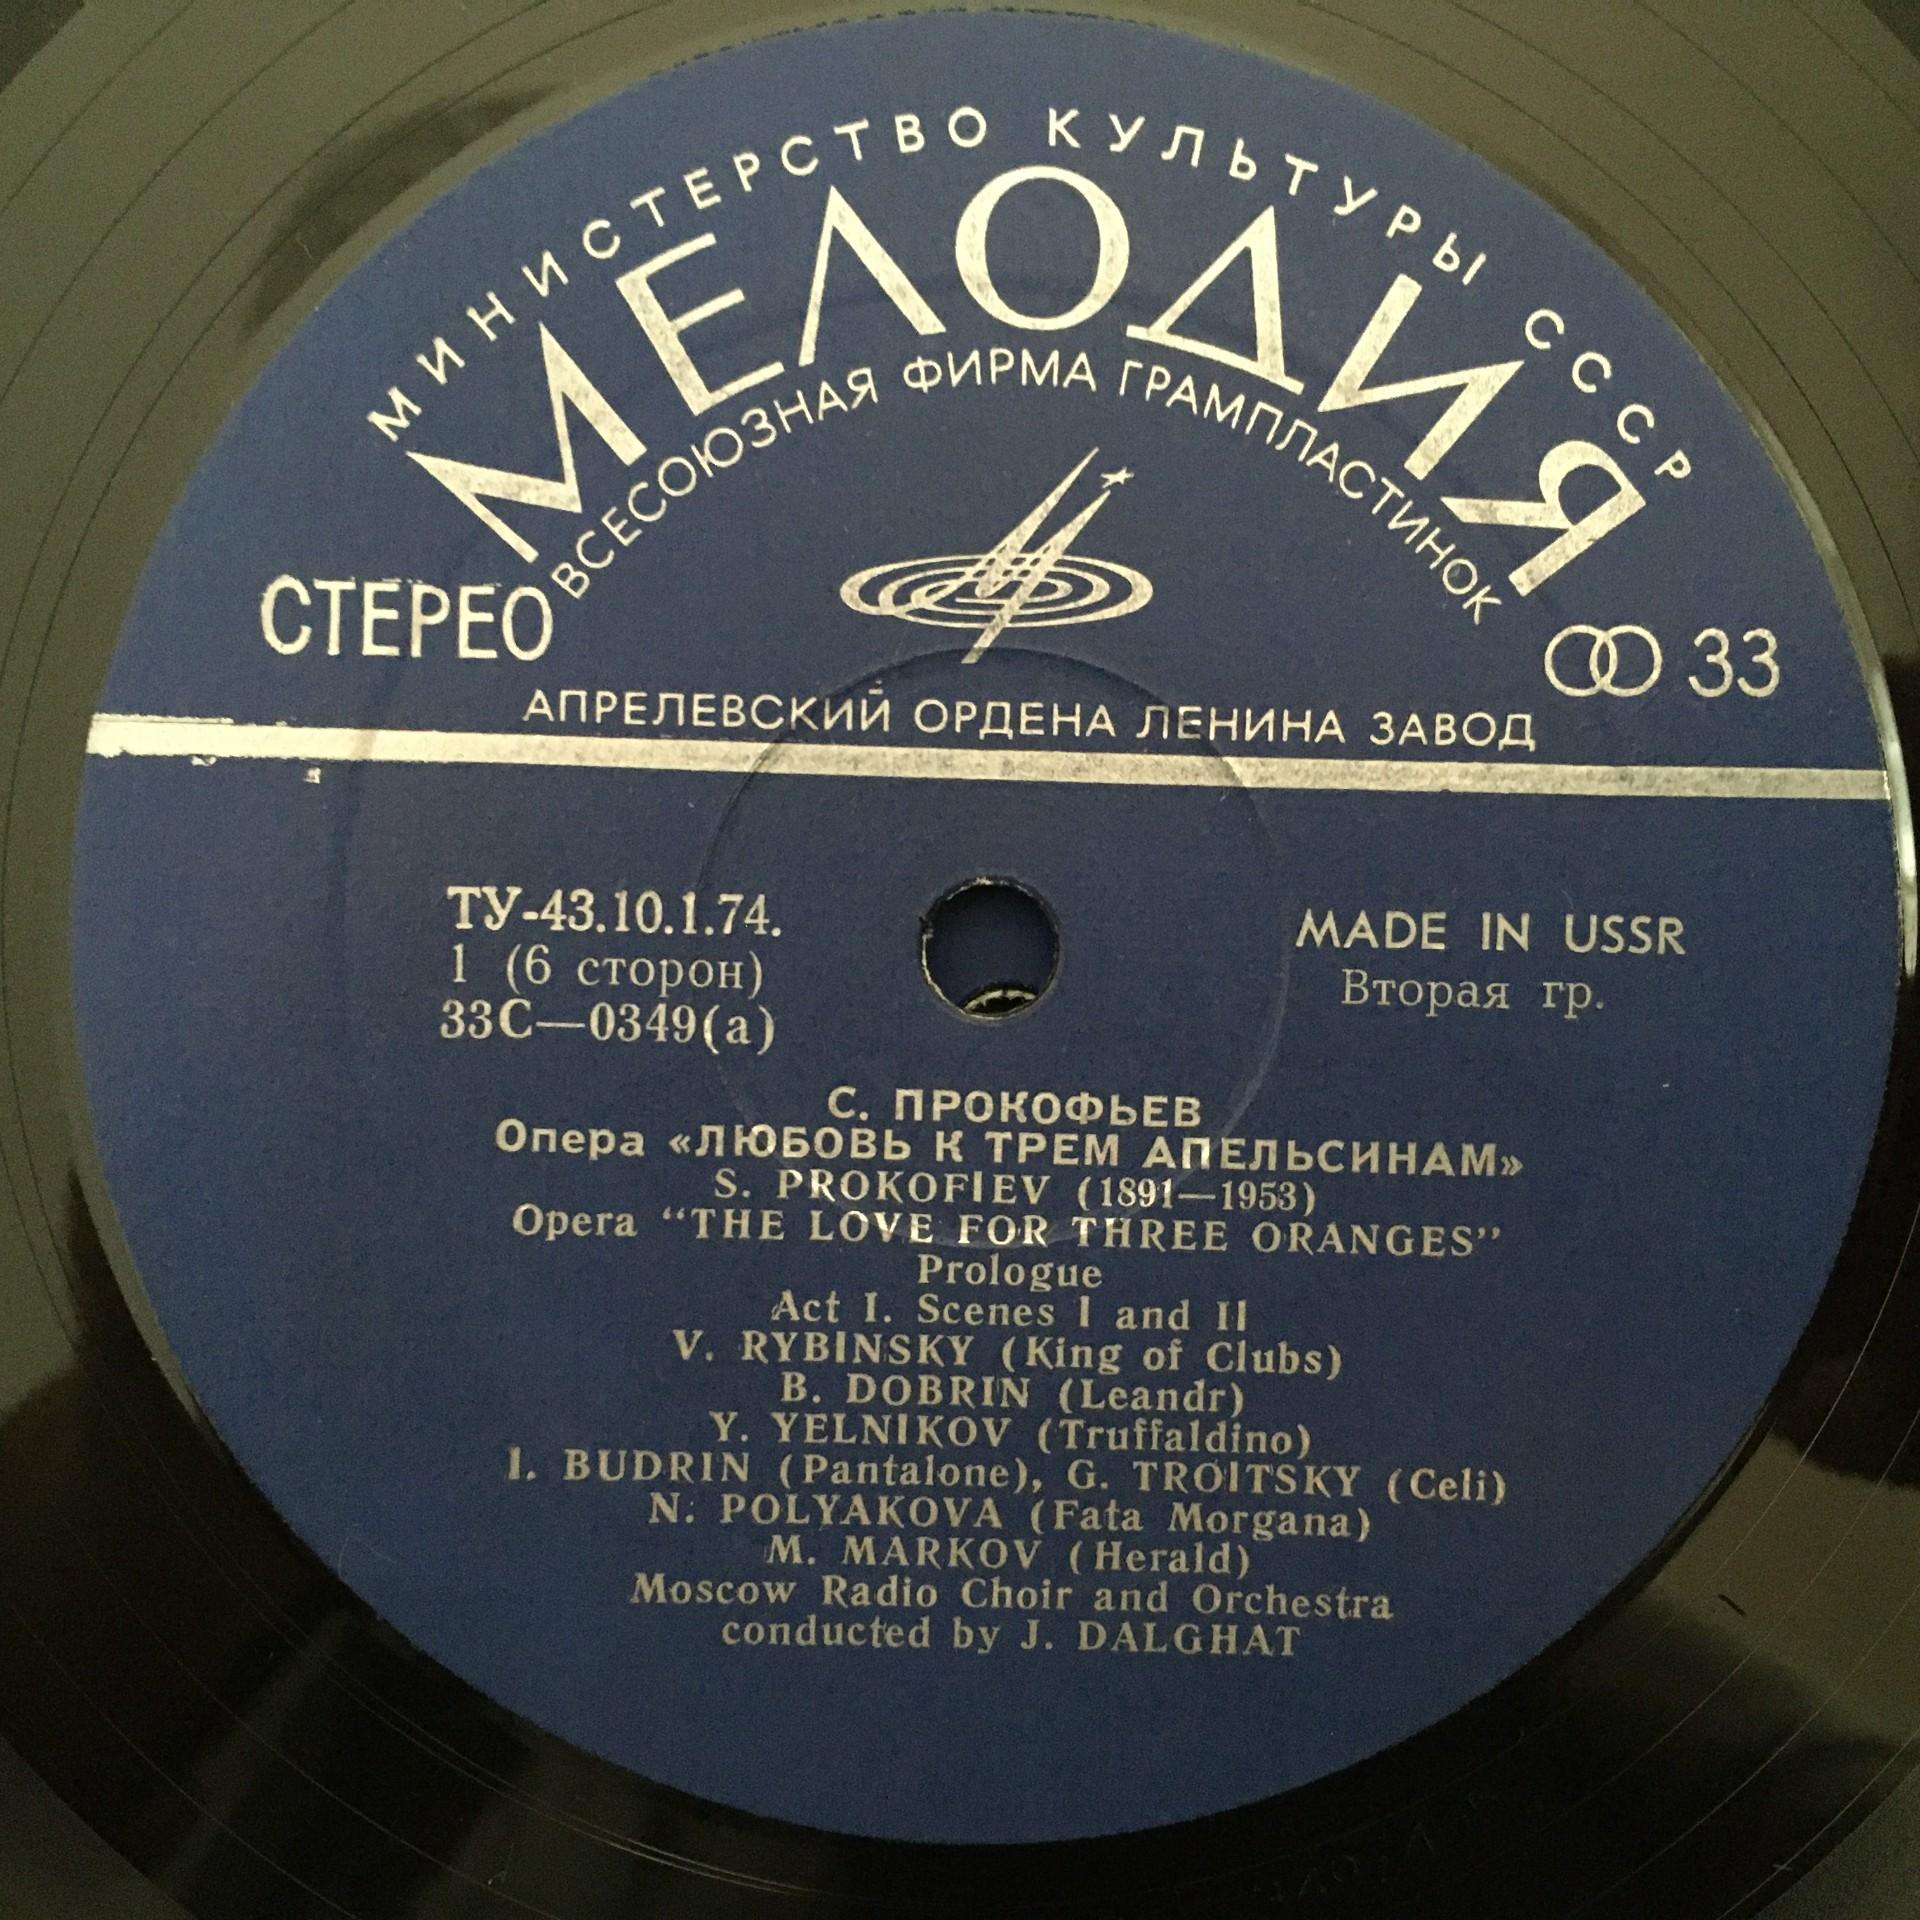 МИНИСТЕРСТВО КУЛЬТУРЫ СССР
МЕЛОДИЯ
ВСЕСОЮЗНАЯ ФИРМА ГРАМПЛАСТИНОК
СТЕРЕО
33
АПРЕЛЕВСКИЙ ОРДЕНА ЛЕНИНА ЗАВОД
ТУ-43.10.1.74.
1 (6 сторон)
33С—0349(а)
MADE IN USSR
Вторая гр.
С. ПРОКОФЬЕВ
Опера «ЛЮБОВЬ К ТРЕМ АПЕЛЬСИНАМ»
S. PROKOFIEV (1891—1953)
Opera “THE LOVE FOR THREE ORANGES”
Prologue
Act I. Scenes I and II
V. RYBINSKY (King of Clubs)
B. DOBRIN (Leandr)
Y. YELNIKOV (Truffaldino)
I. BUDRIN (Pantalone), G. TROITSKY (Celi)
N. POLYAKOVA (Fata Morgana)
M. MARKOV (Herald)
Moscow Radio Choir and Orchestra
conducted by J. DALGHAT